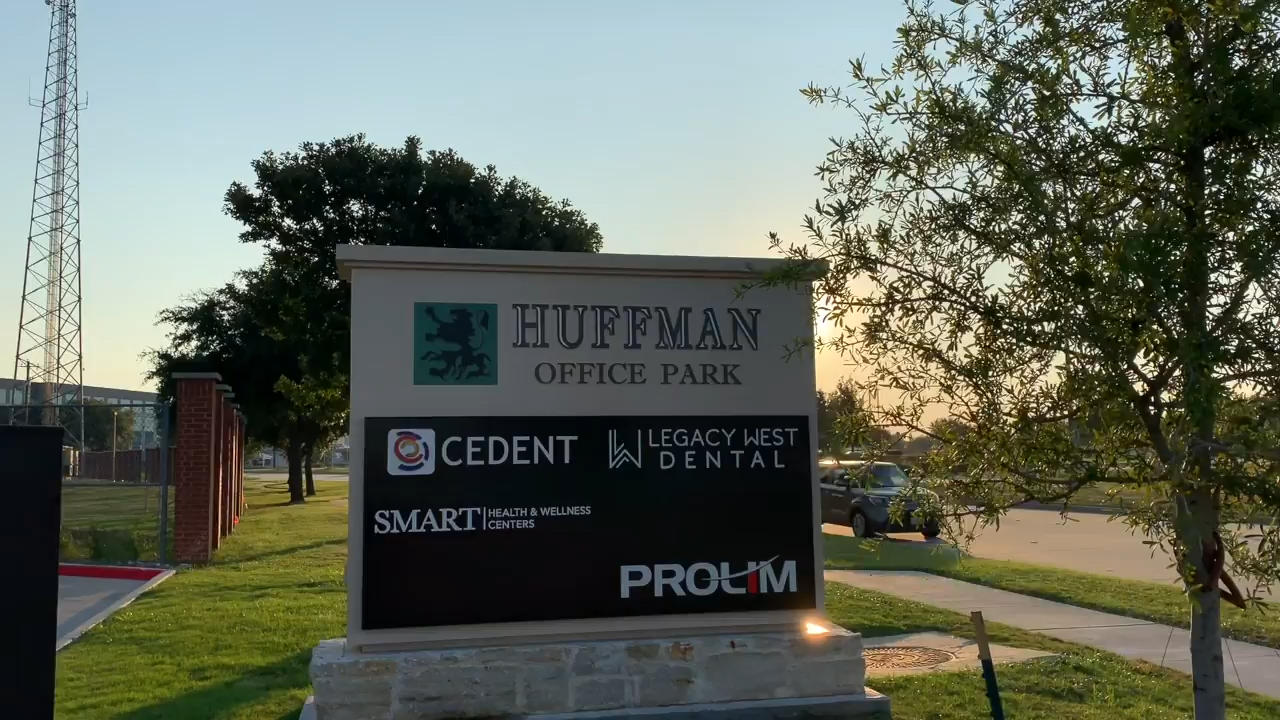 HUFFMAN
OFFICE PARK
CEDENT
LEGACY WEST
DENTAL
SMART HEALTH & WELLNESS
CENTERS
PROLIM